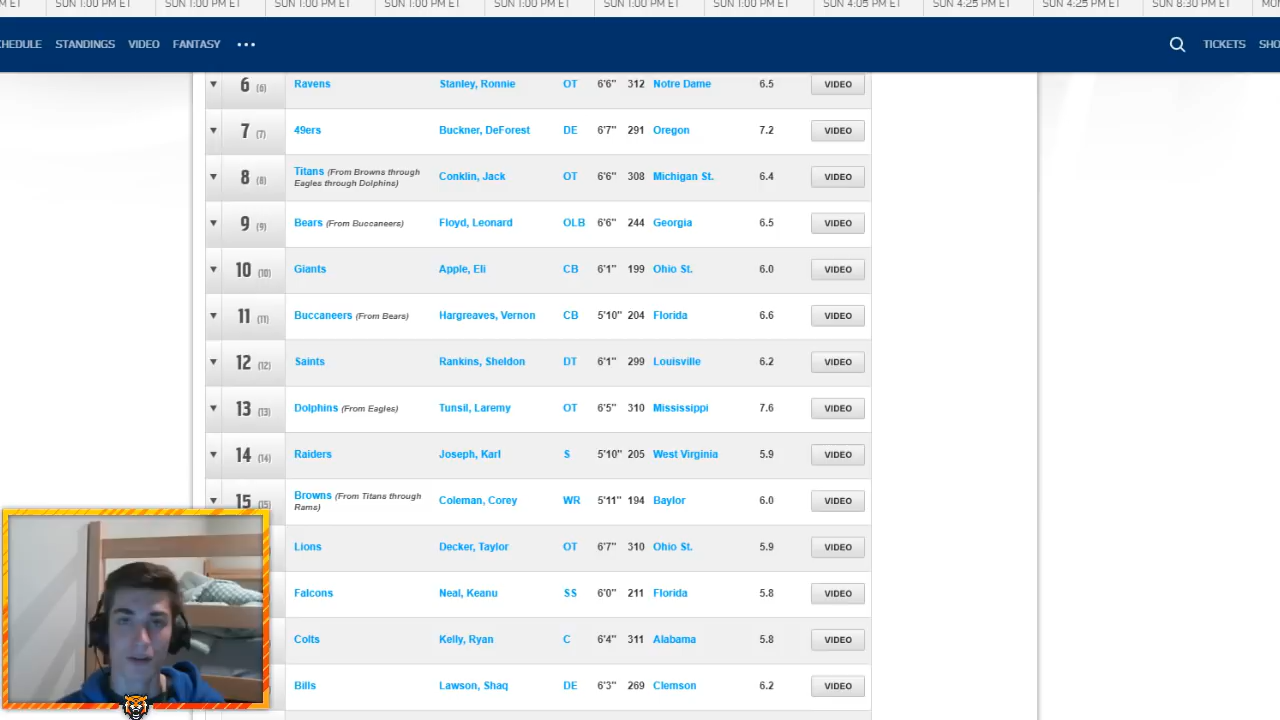 M ET SUN 1:00 PM ET SUN 1:00 PM ET SUN 1:00 PM ET SUN 1:00 PM ET SUN 1:00 PM ET SUN 1:00 PM ET SUN 1:00 PM ET SUN 4:05 PM ET SUN 4:25 PM ET SUN 4:25 PM ET SUN 8:30 PM ET MO
HEDULE STANDINGS VIDEO FANTASY ••• TICKETS SHO
6 (6) Ravens Stanley, Ronnie OT 6'6" 312 Notre Dame 6.5 VIDEO
7 (7) 49ers Buckner, DeForest DE 6'7" 291 Oregon 7.2 VIDEO
8 (8) Titans (From Browns through Eagles through Dolphins) Conklin, Jack OT 6'6" 308 Michigan St. 6.4 VIDEO
9 (9) Bears (From Buccaneers) Floyd, Leonard OLB 6'6" 244 Georgia 6.5 VIDEO
10 (10) Giants Apple, Eli CB 6'1" 199 Ohio St. 6.0 VIDEO
11 (11) Buccaneers (From Bears) Hargreaves, Vernon CB 5'10" 204 Florida 6.6 VIDEO
12 (12) Saints Rankins, Sheldon DT 6'1" 299 Louisville 6.2 VIDEO
13 (13) Dolphins (From Eagles) Tunsil, Laremy OT 6'5" 310 Mississippi 7.6 VIDEO
14 (14) Raiders Joseph, Karl S 5'10" 205 West Virginia 5.9 VIDEO
15 (15) Browns (From Titans through Rams) Coleman, Corey WR 5'11" 194 Baylor 6.0 VIDEO
Lions Decker, Taylor OT 6'7" 310 Ohio St. 5.9 VIDEO
Falcons Neal, Keanu SS 6'0" 211 Florida 5.8 VIDEO
Colts Kelly, Ryan C 6'4" 311 Alabama 5.8 VIDEO
Bills Lawson, Shaq DE 6'3" 269 Clemson 6.2 VIDEO